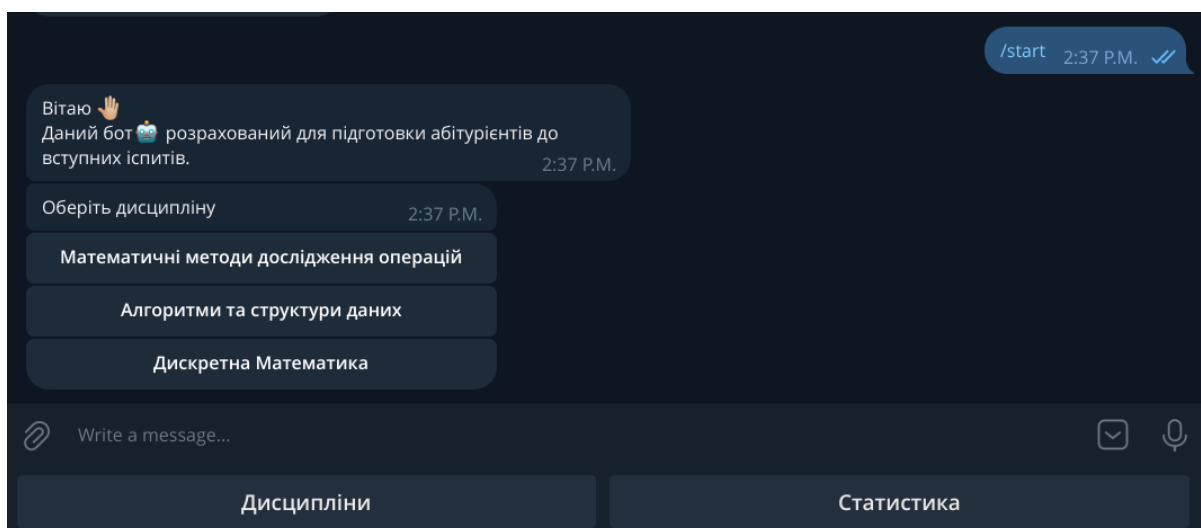 /start 2:37 P.M.
Вітаю 👋🏼
Даний бот🤖 розрахований для підготовки абітурієнтів до
вступних іспитів. 2:37 P.M.
Оберіть дисципліну 2:37 P.M.
Математичні методи дослідження операцій
Алгоритми та структури даних
Дискретна Математика
Write a message...
Дисципліни Статистика